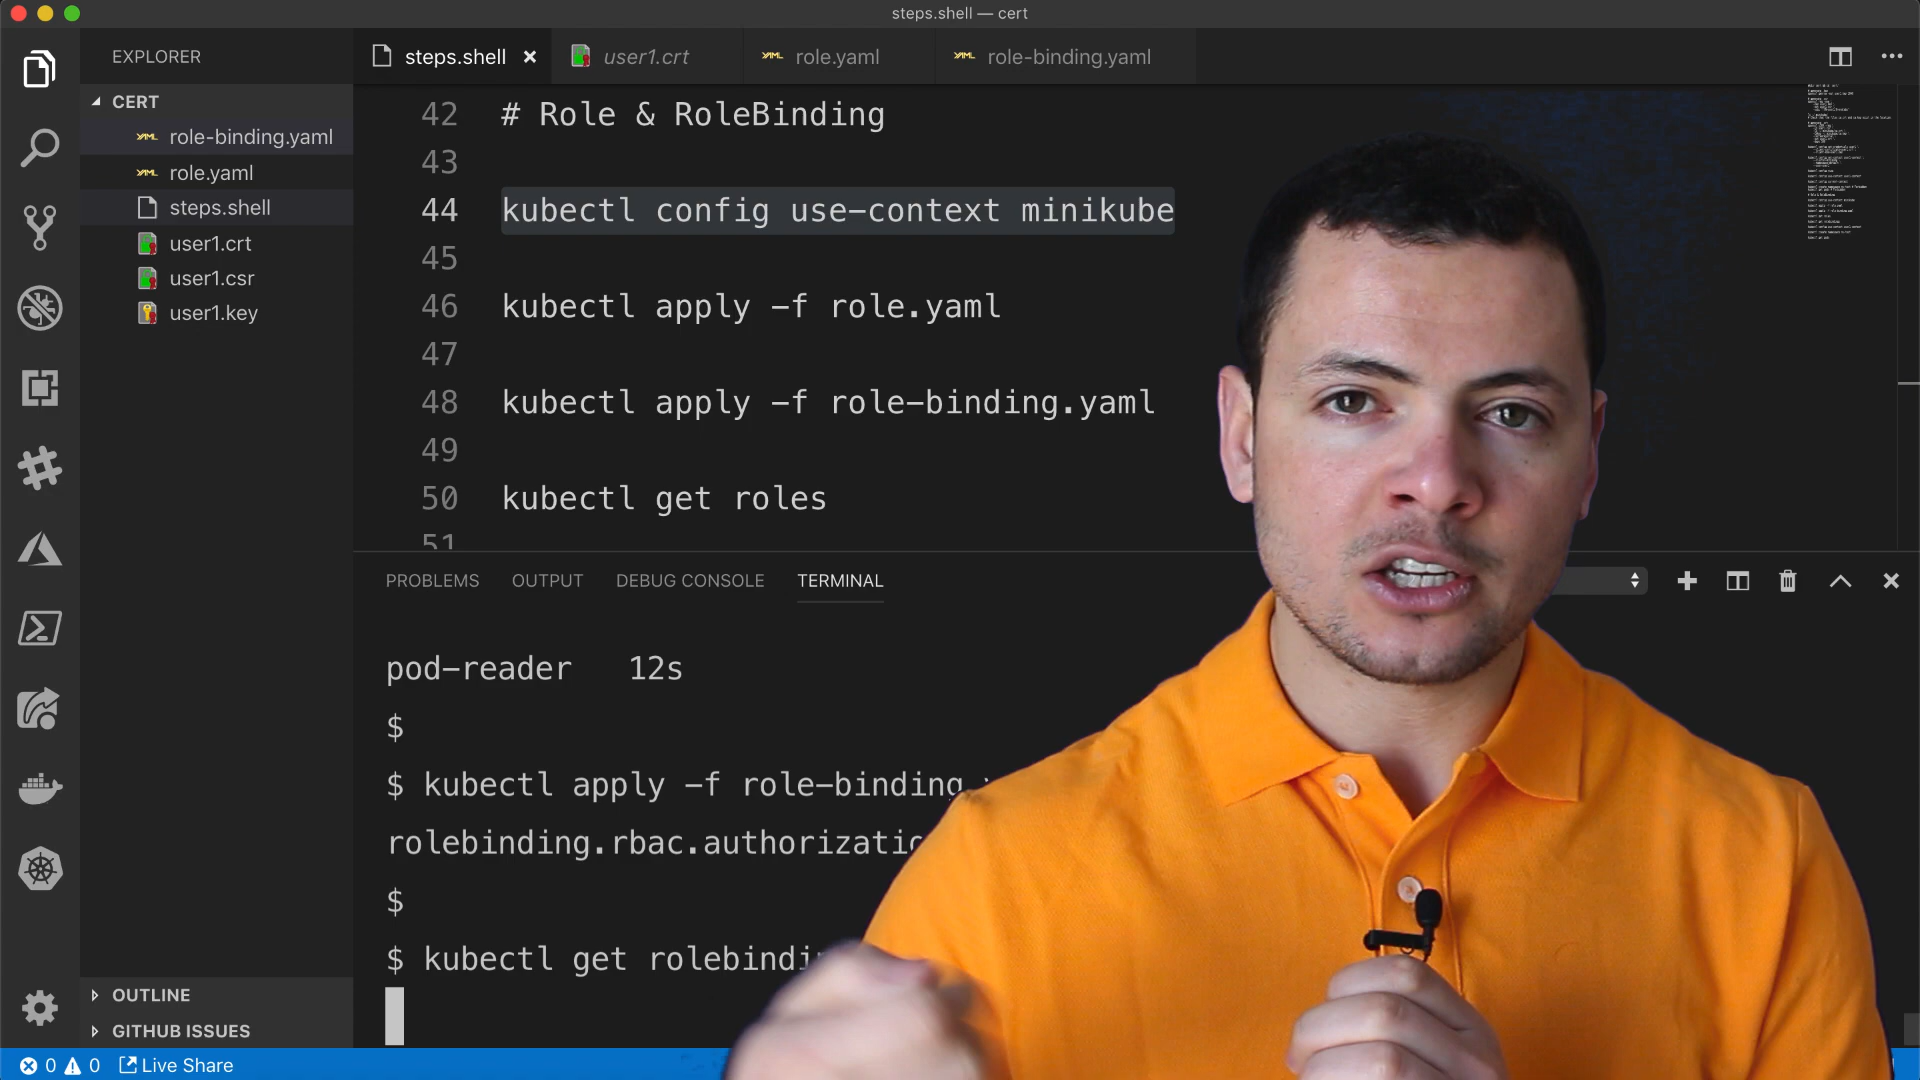 steps.shell — cert
EXPLORER
steps.shell
user1.crt
role.yaml
role-binding.yaml
CERT
role-binding.yaml
role.yaml
steps.shell
user1.crt
user1.csr
user1.key
42 # Role & RoleBinding
43
44 kubectl config use-context minikube
45
46 kubectl apply -f role.yaml
47
48 kubectl apply -f role-binding.yaml
49
50 kubectl get roles
51
PROBLEMS OUTPUT DEBUG CONSOLE TERMINAL
pod-reader 12s
$
$ kubectl apply -f role-binding.
rolebinding.rbac.authorizatio
$
$ kubectl get rolebindi
OUTLINE
GITHUB ISSUES
0 0 Live Share